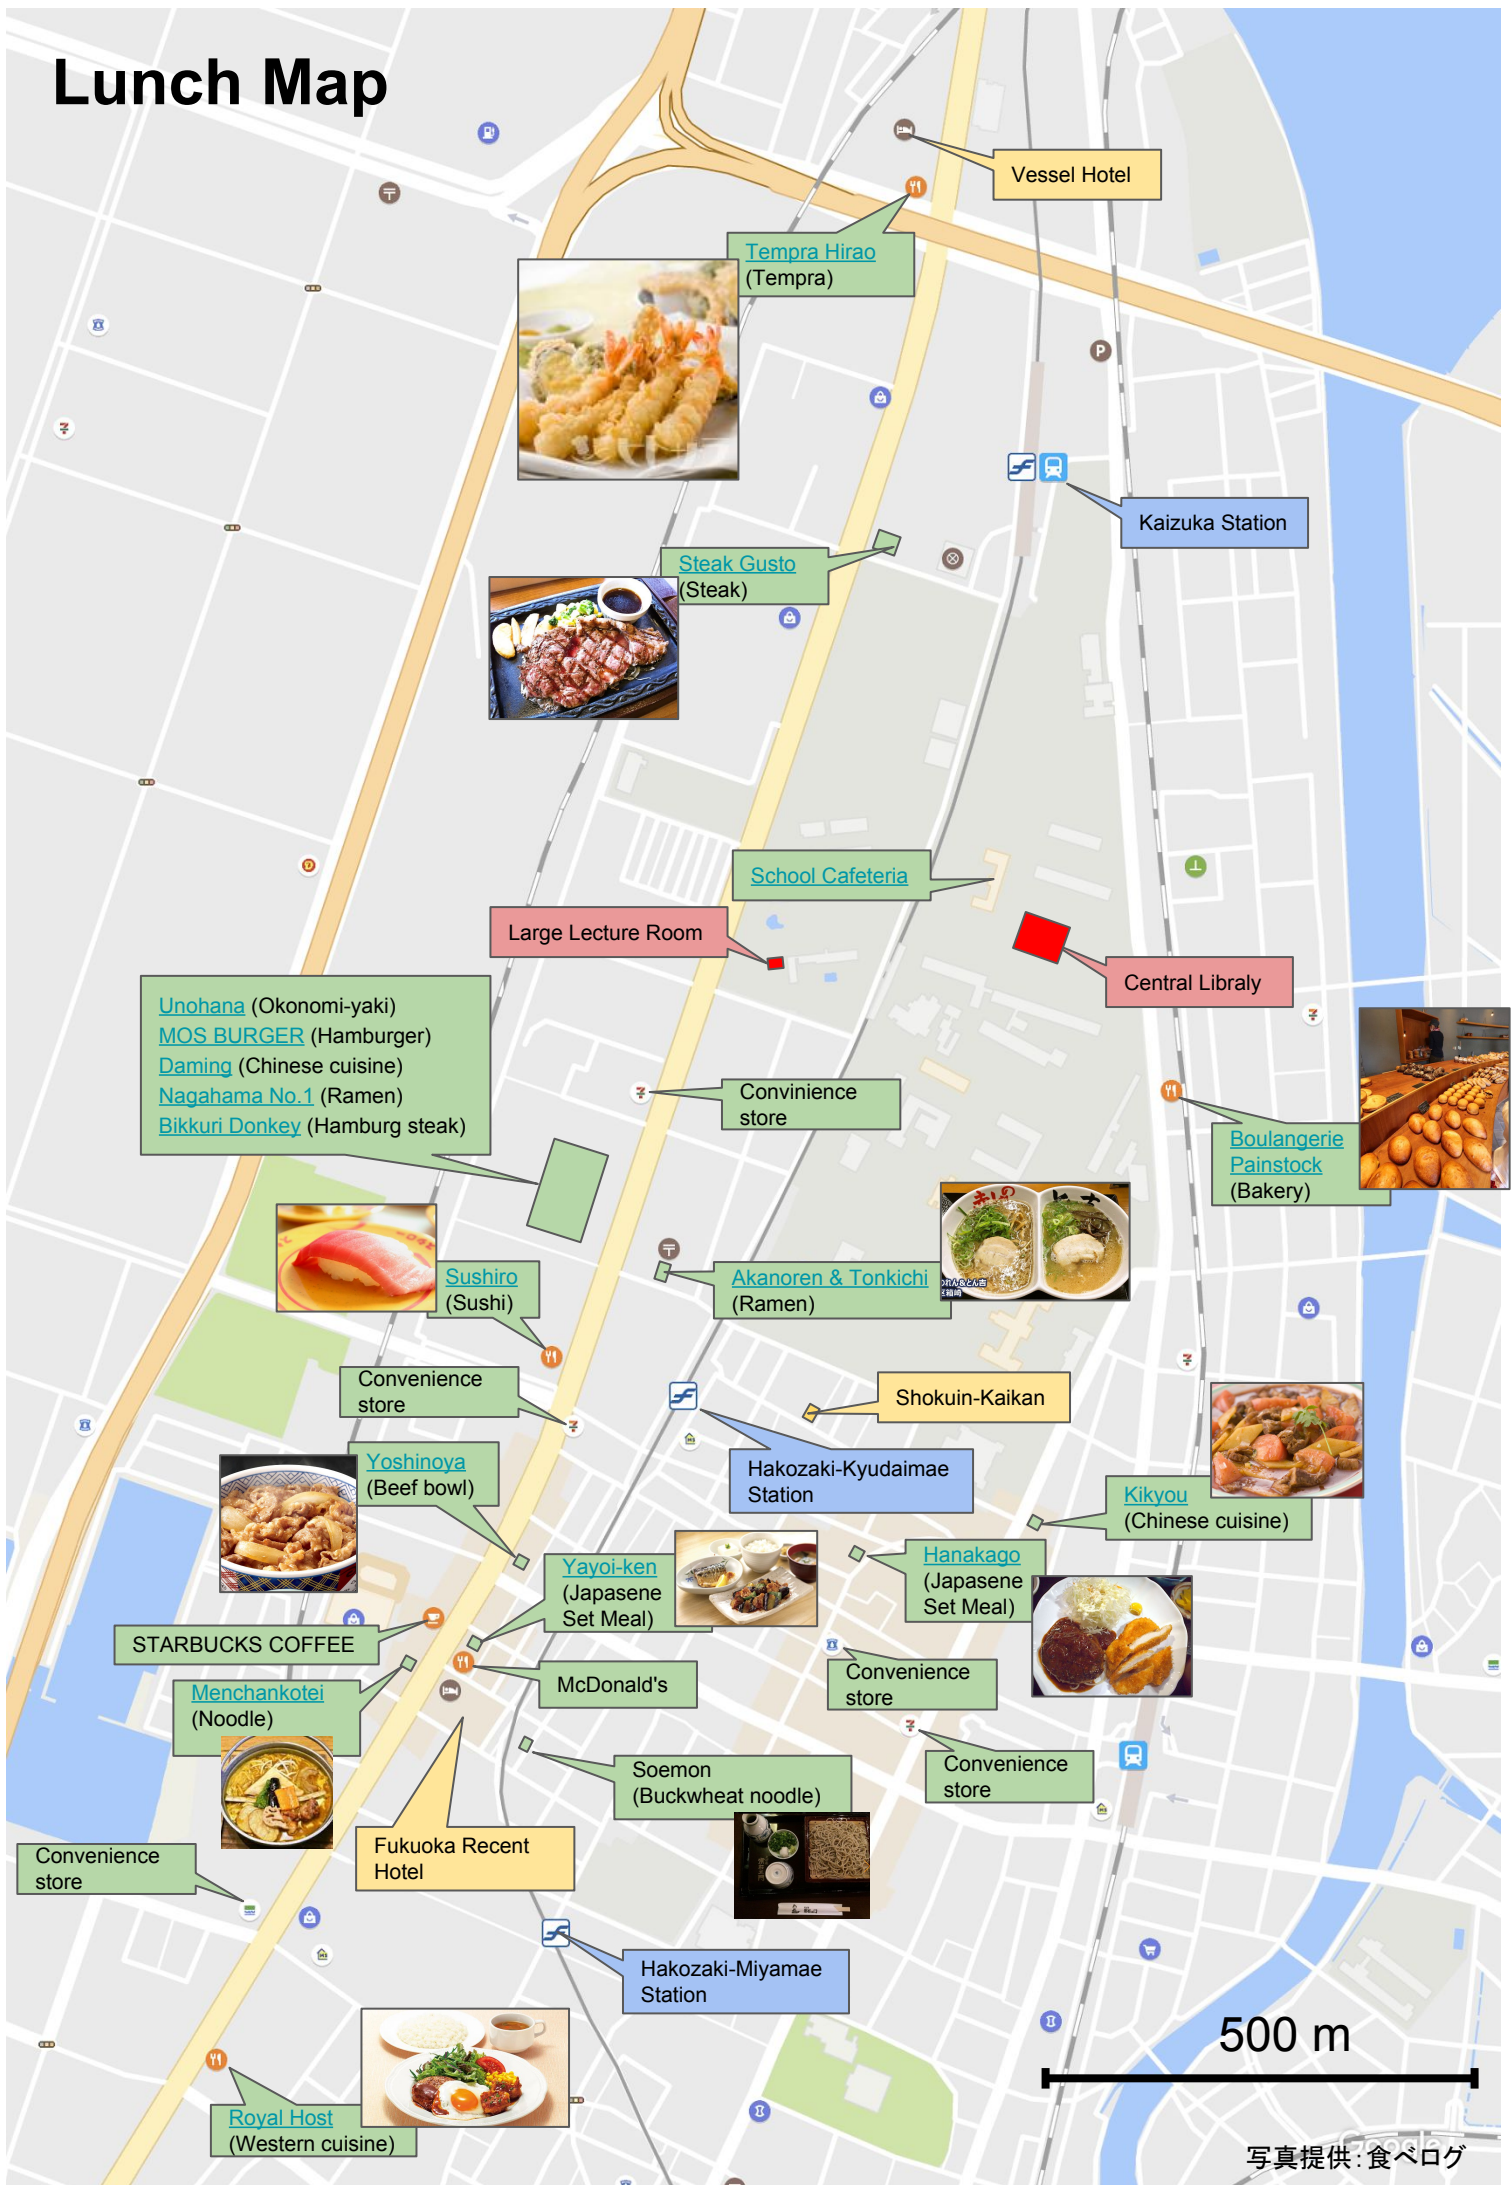 Lunch Map
Vessel Hotel
Tempra Hirao
(Tempra)
P
Kaizuka Station
Steak Gusto
(Steak)
School Cafeteria
Large Lecture Room
Central Libraly
Unohana (Okonomi-yaki)
MOS BURGER (Hamburger)
Daming (Chinese cuisine)
Nagahama No.1 (Ramen)
Bikkuri Donkey (Hamburg steak)
Convinience
store
Boulangerie
Painstock
(Bakery)
Sushiro
(Sushi)
Akanoren & Tonkichi
(Ramen)
Convenience
store
Shokuin-Kaikan
Yoshinoya
(Beef bowl)
Hakozaki-Kyudaimae
Station
Kikyou
(Chinese cuisine)
Yayoi-ken
(Japasene
Set Meal)
Hanakago
(Japasene
Set Meal)
STARBUCKS COFFEE
McDonald's
Convenience
store
Menchankotei
(Noodle)
Soemon
(Buckwheat noodle)
Convenience
store
Fukuoka Recent
Hotel
Convenience
store
Hakozaki-Miyamae
Station
500 m
Royal Host
(Western cuisine)
Google
写真提供：食べログ